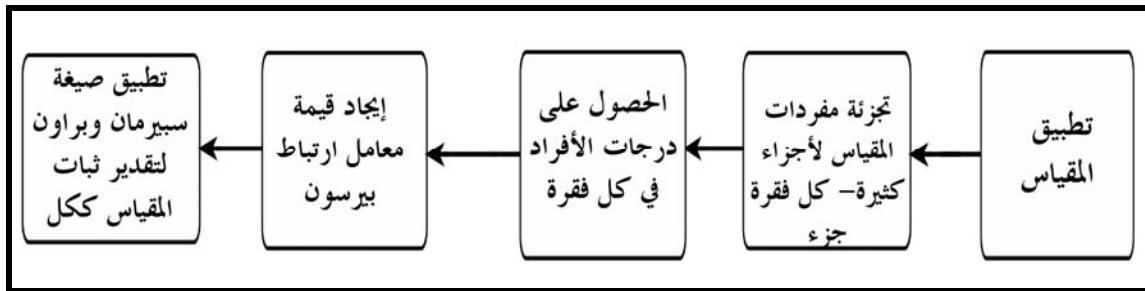 تطبيق
المقياس
تجزئة مفردات
المقياس لأجزاء
كثيرة– كل فقرة
جزء
الحصول على
درجات الأفراد
في كل فقرة
إيجاد قيمة
معامل ارتباط
بيرسون
تطبيق صيغة
سبيرمان وبراون
لتقدير ثبات
المقياس ككل